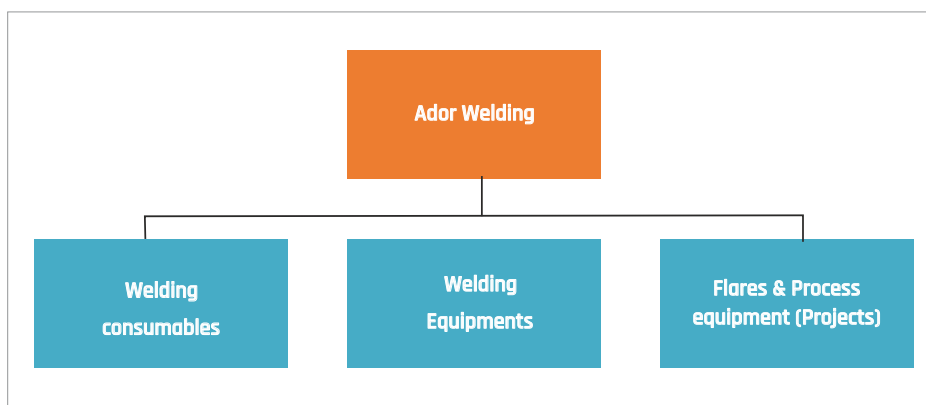 Ador Welding
Welding
consumables
Welding
Equipments
Flares & Process
equipment (Projects)